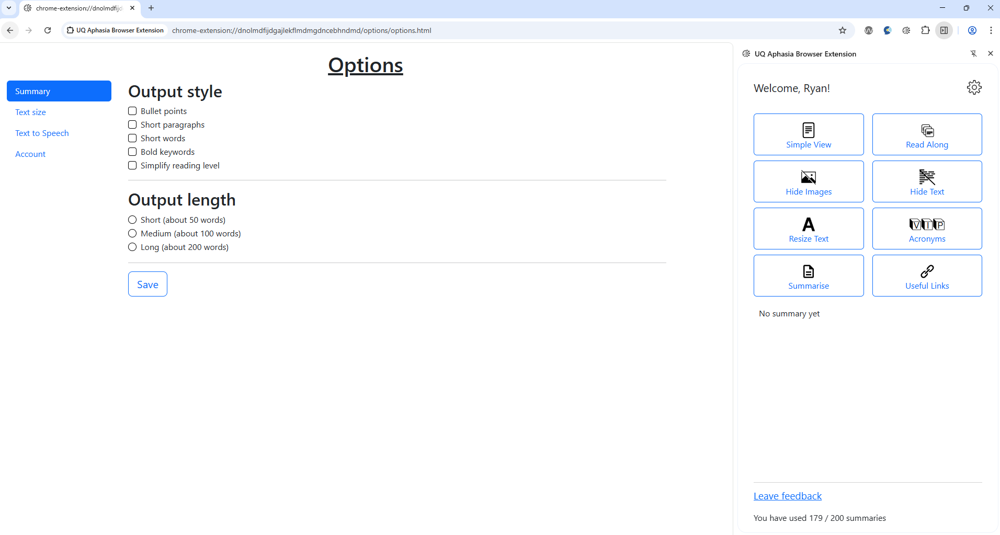 chrome-extension://dnolmdfijd
UQ Aphasia Browser Extension
chrome-extension://dnolmdfijdgajlekflmdmgdncebhndmd/options/options.html
Options
Summary
Text size
Text to Speech
Account
Output style
Bullet points
Short paragraphs
Short words
Bold keywords
Simplify reading level
Output length
Short (about 50 words)
Medium (about 100 words)
Long (about 200 words)
Save
UQ Aphasia Browser Extension
Welcome, Ryan!
Simple View
Read Along
Hide Images
Hide Text
A
Resize Text
VIP
Acronyms
Summarise
Useful Links
No summary yet
Leave feedback
You have used 179 / 200 summaries